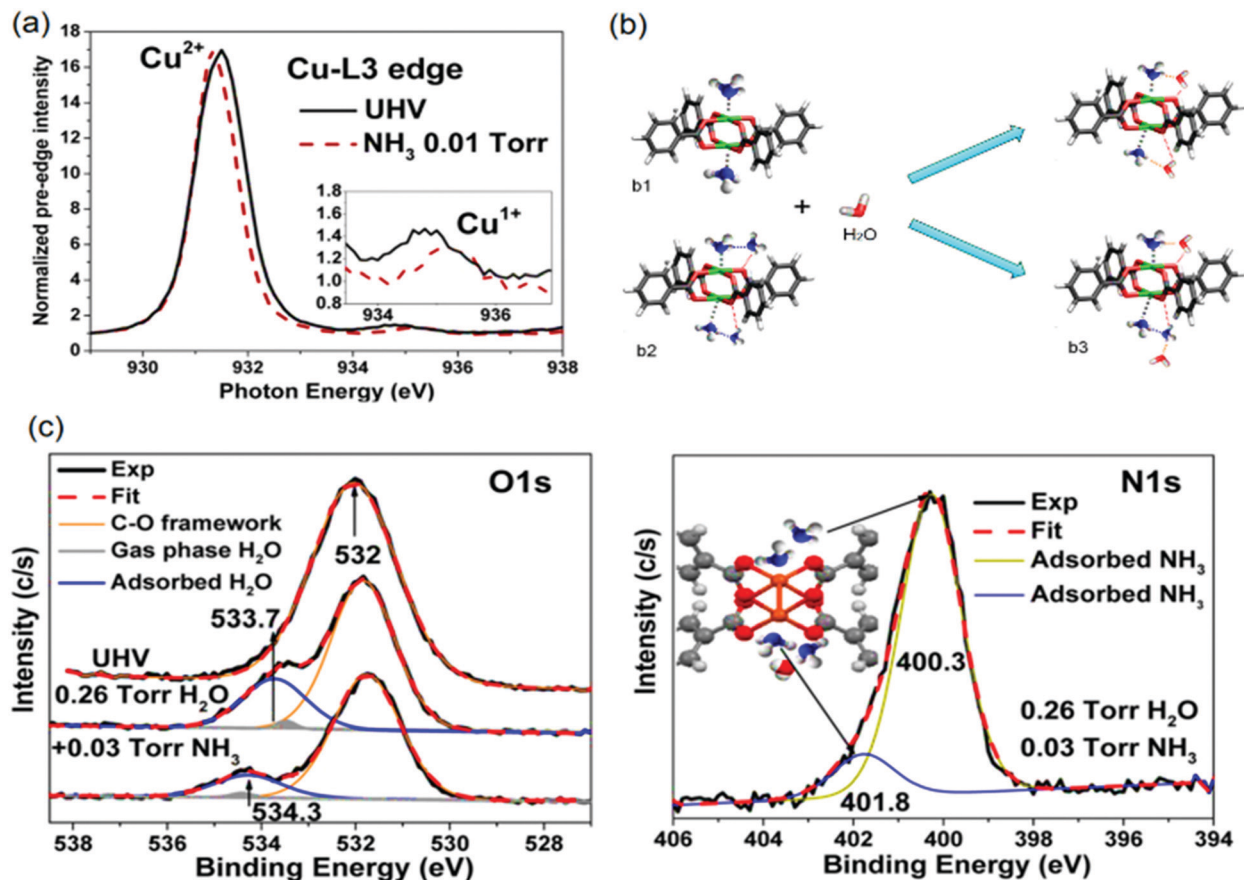 (a)
Normalized pre-edge intensity
18
16
14
12
10
8
6
4
2
0
Cu2+
Cu-L3 edge
UHV
NH3 0.01 Torr
1.8
1.6
1.4
1.2
1.0
0.8
Cu1+
934
936
930
932
934
936
938
Photon Energy (eV)
(b)
b1
+
H2O
b2
b3
(c)
Intensity (c/s)
Exp
Fit
C-O framework
Gas phase H2O
Adsorbed H2O
O1s
532
533.7
UHV
0.26 Torr H2O
+0.03 Torr NH3
534.3
538
536
534
532
530
528
Binding Energy (eV)
Intensity (c/s)
N1s
Exp
Fit
Adsorbed NH3
Adsorbed NH3
400.3
0.26 Torr H2O
0.03 Torr NH3
401.8
406
404
402
400
398
396
394
Binding Energy (eV)